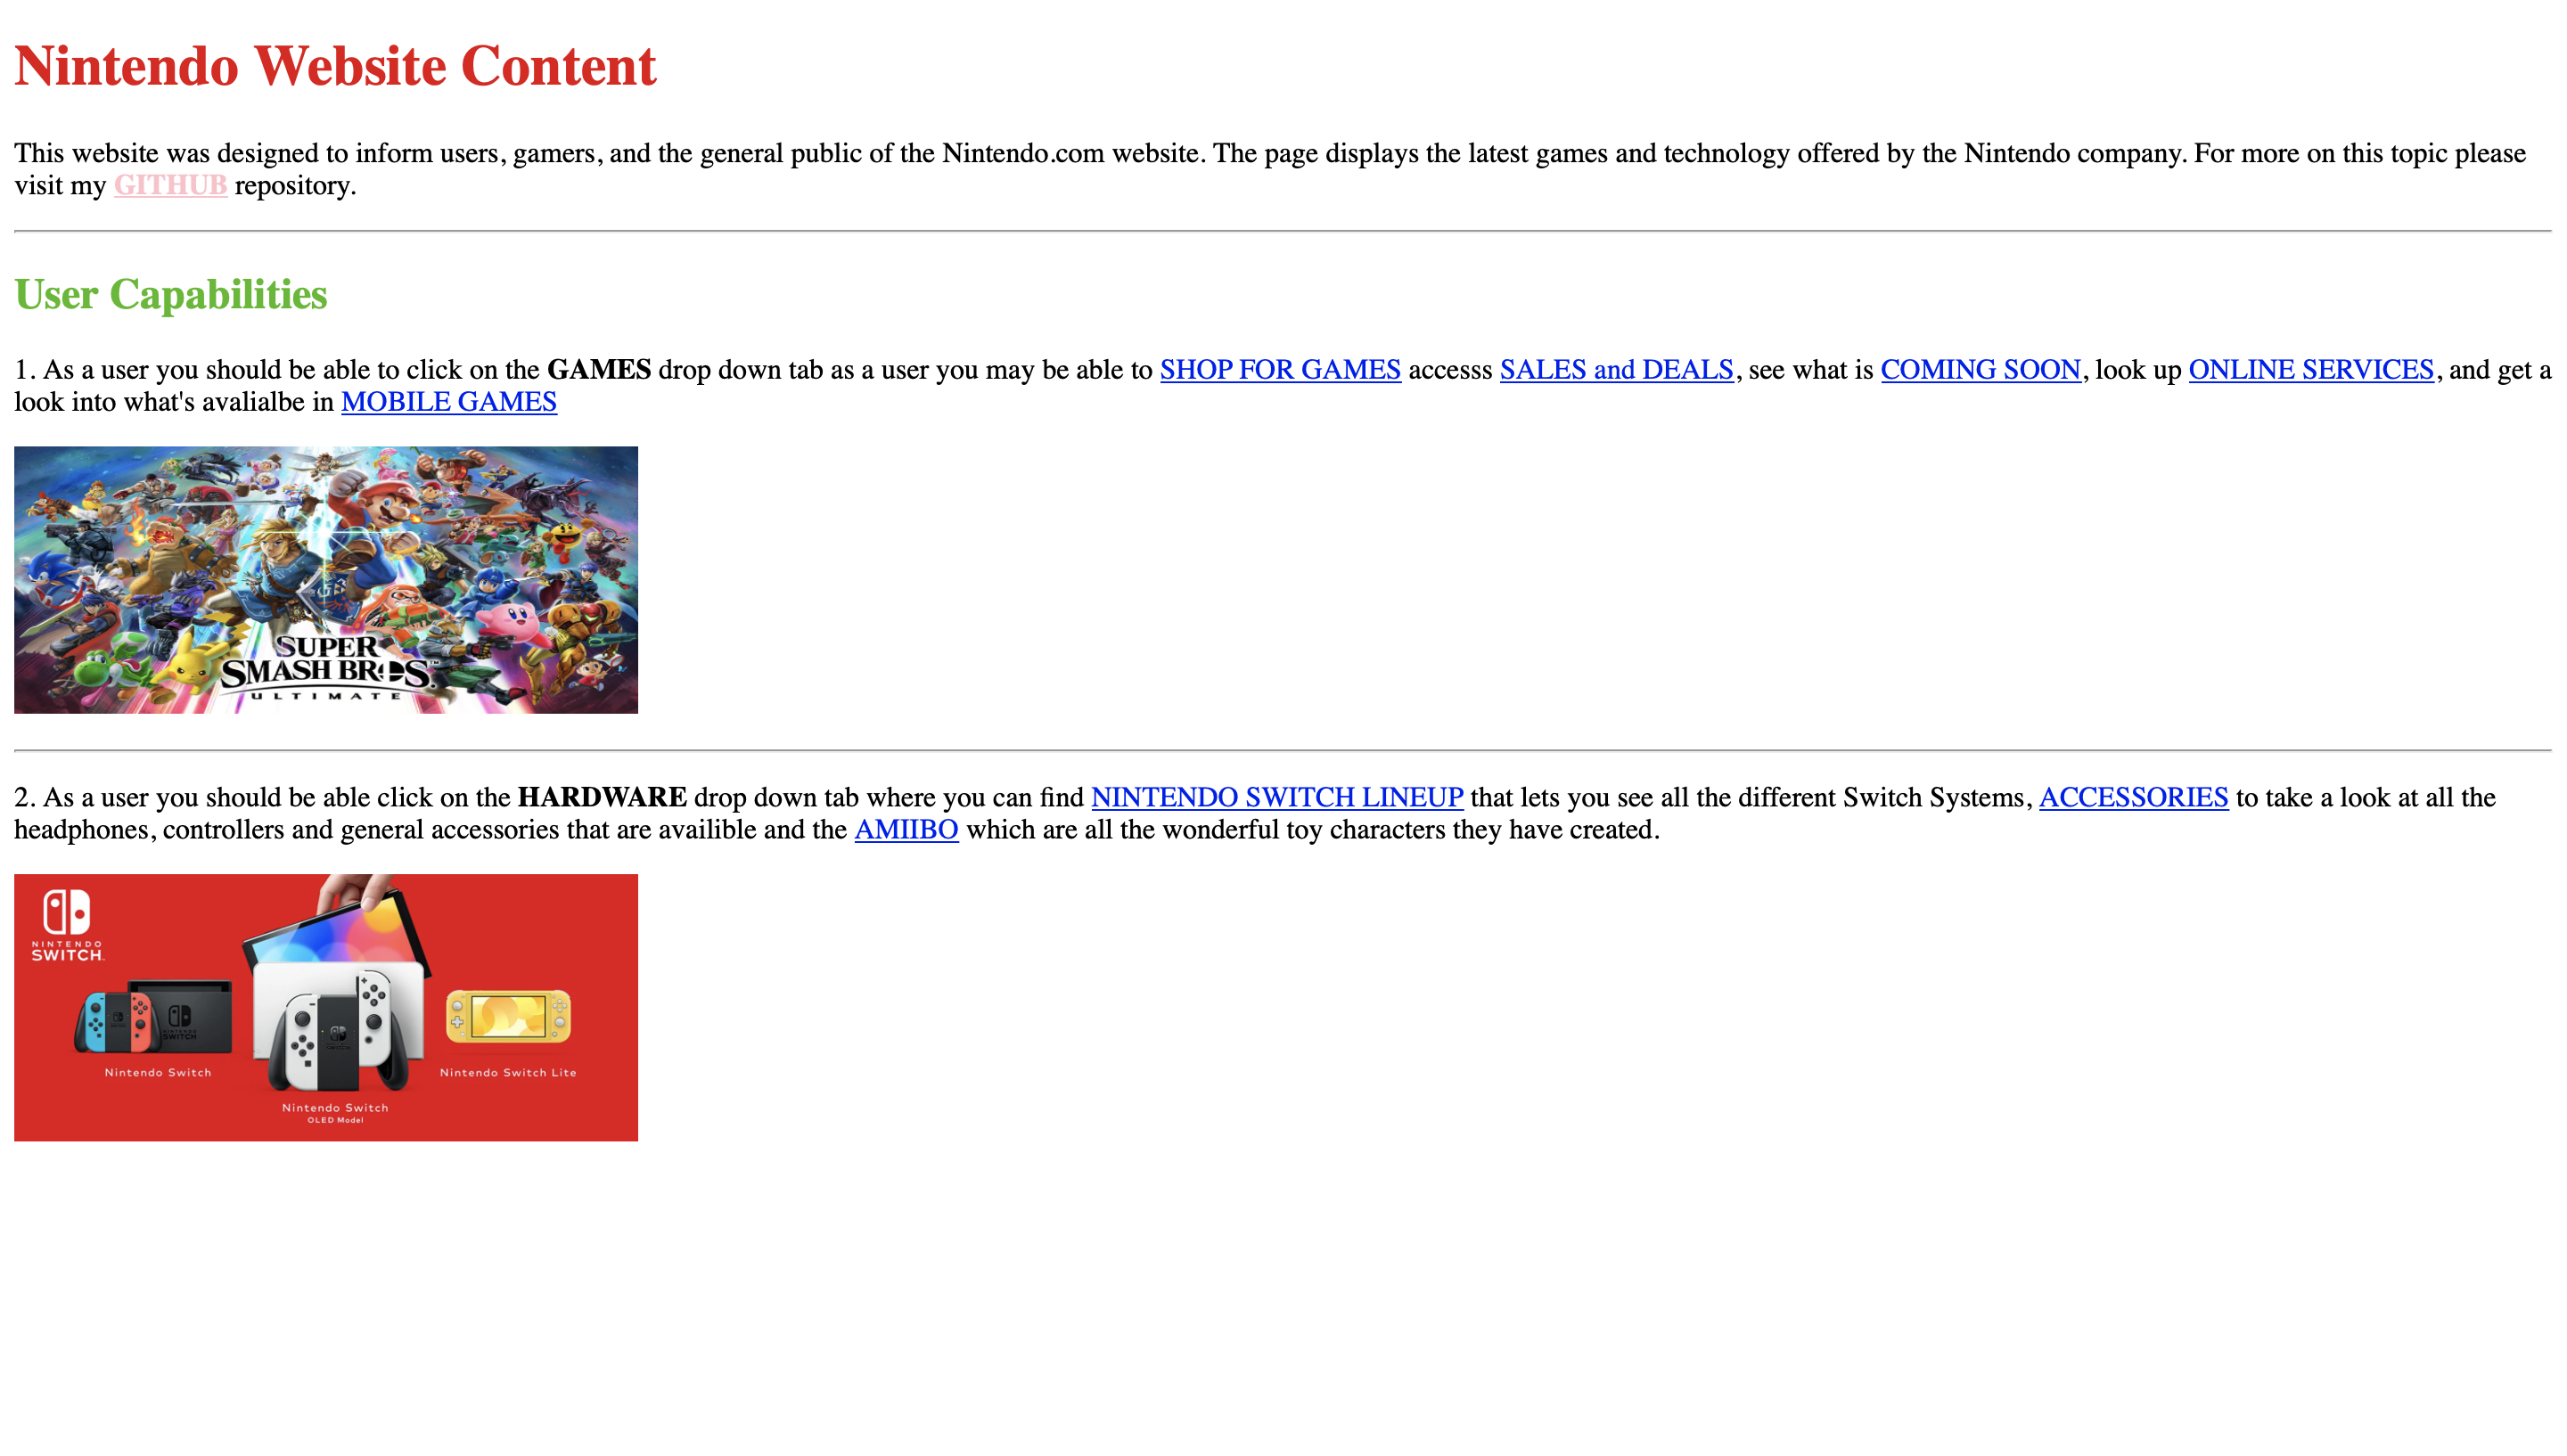 Nintendo Website Content
This website was designed to inform users, gamers, and the general public of the Nintendo.com website. The page displays the latest games and technology offered by the Nintendo company. For more on this topic please
visit my GITHUB repository.
User Capabilities
1. As a user you should be able to click on the GAMES drop down tab as a user you may be able to SHOP FOR GAMES accesss SALES and DEALS, see what is COMING SOON, look up ONLINE SERVICES, and get a
look into what's avalialbe in MOBILE GAMES
SUPER
SMASH BROS.™
ULTIMATE
2. As a user you should be able click on the HARDWARE drop down tab where you can find NINTENDO SWITCH LINEUP that lets you see all the different Switch Systems, ACCESSORIES to take a look at all the
headphones, controllers and general accessories that are availible and the AMIIBO which are all the wonderful toy characters they have created.
NINTENDO
SWITCH™
NINTENDO
SWITCH
Nintendo Switch
Nintendo Switch Lite
Nintendo Switch
OLED Model